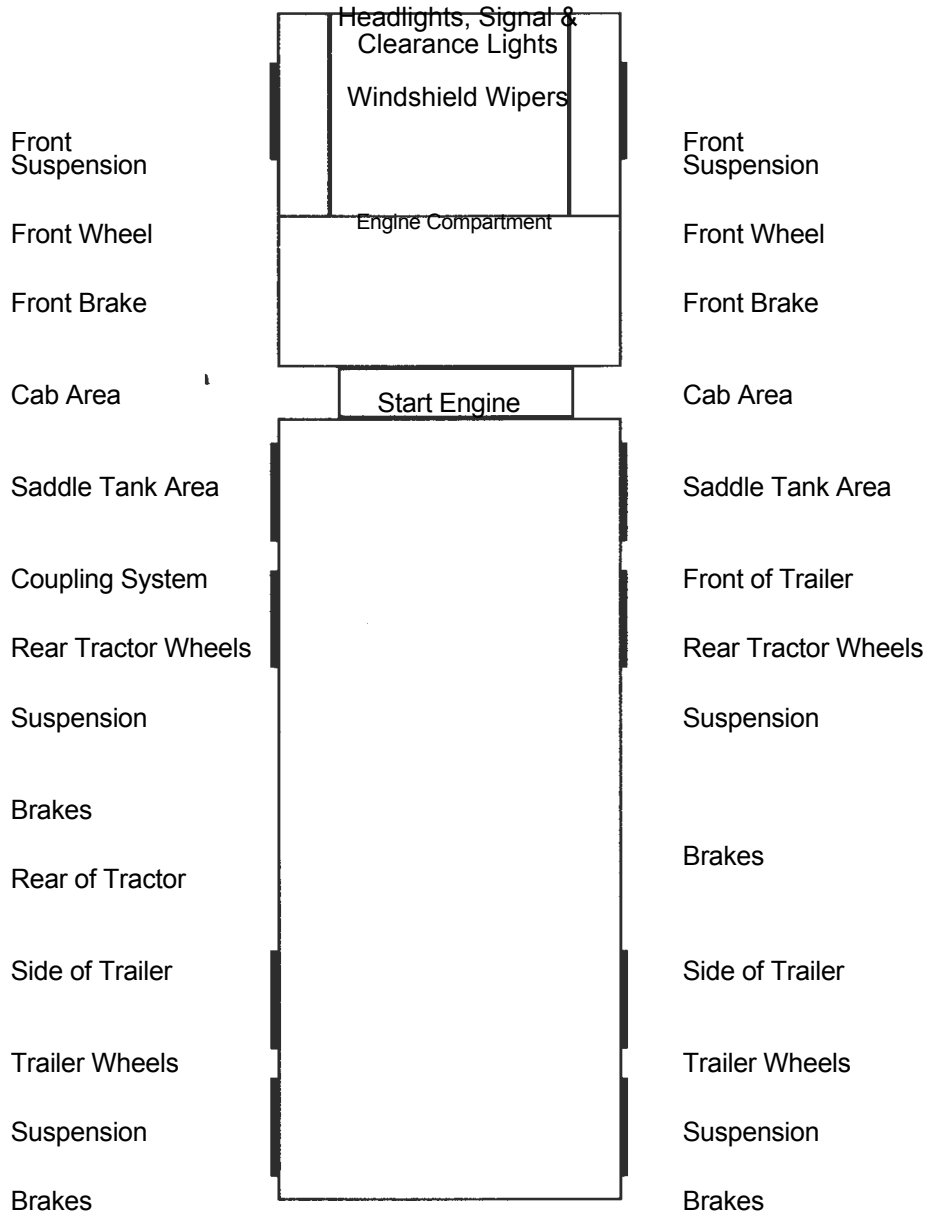 Headlights, Signal &
Clearance Lights
Windshield Wipers
Front
Suspension
Front
Suspension
Engine Compartment
Front Wheel
Front Wheel
Front Brake
Front Brake
Cab Area
Start Engine
Cab Area
Saddle Tank Area
Saddle Tank Area
Coupling System
Front of Trailer
Rear Tractor Wheels
Rear Tractor Wheels
Suspension
Suspension
Brakes
Brakes
Rear of Tractor
Side of Trailer
Side of Trailer
Trailer Wheels
Trailer Wheels
Suspension
Suspension
Brakes
Brakes